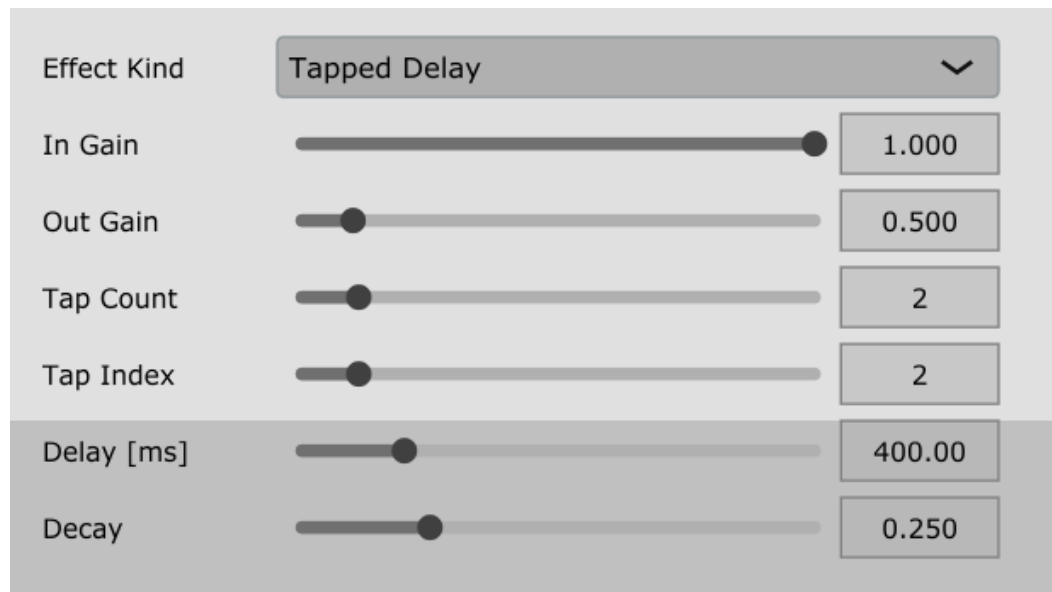 Effect Kind Tapped Delay
In Gain 1.000
Out Gain 0.500
Tap Count 2
Tap Index 2
Delay [ms] 400.00
Decay 0.250